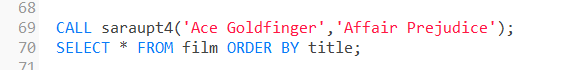 68
69 CALL saraupt4('Ace Goldfinger','Affair Prejudice');
70 SELECT * FROM film ORDER BY title;
71